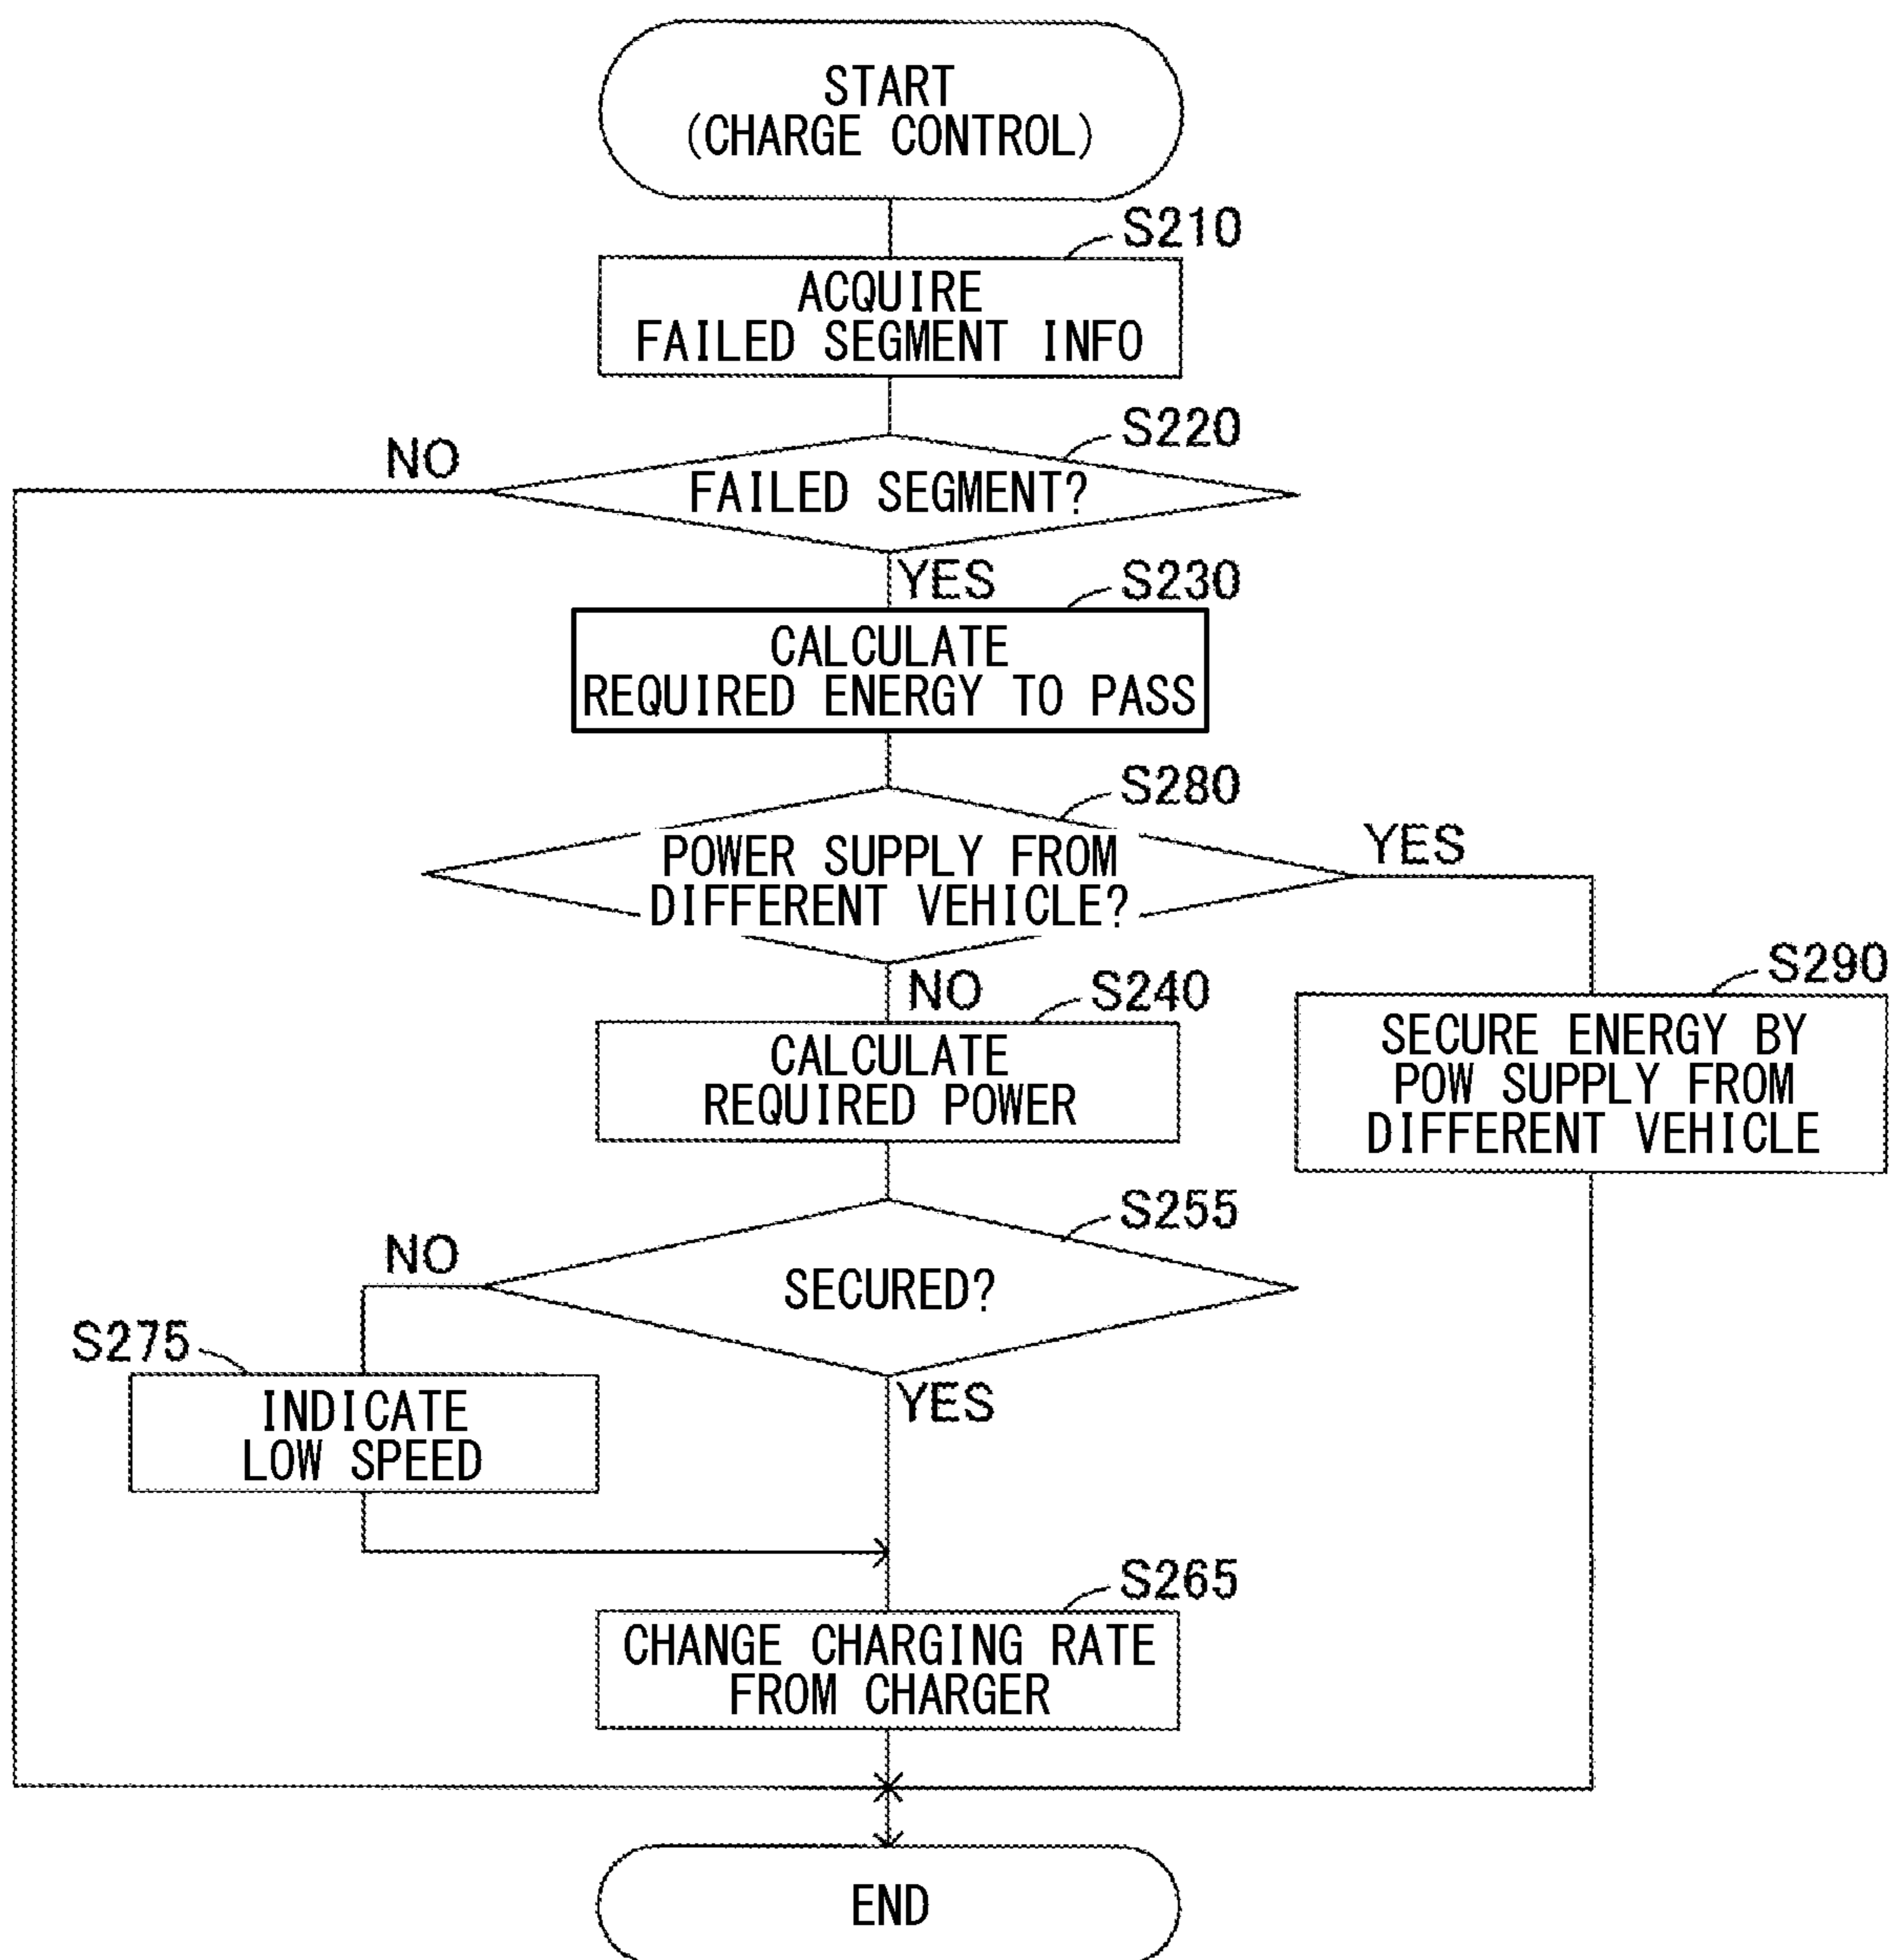 START
(CHARGE CONTROL)
S210
ACQUIRE
FAILED SEGMENT INFO
S220
NO
FAILED SEGMENT?
YES
S230
CALCULATE
REQUIRED ENERGY TO PASS
S280
POWER SUPPLY FROM
DIFFERENT VEHICLE?
YES
NO
S240
S290
CALCULATE
REQUIRED POWER
SECURE ENERGY BY
POW SUPPLY FROM
DIFFERENT VEHICLE
S255
NO
SECURED?
S275
YES
INDICATE
LOW SPEED
S265
CHANGE CHARGING RATE
FROM CHARGER
END